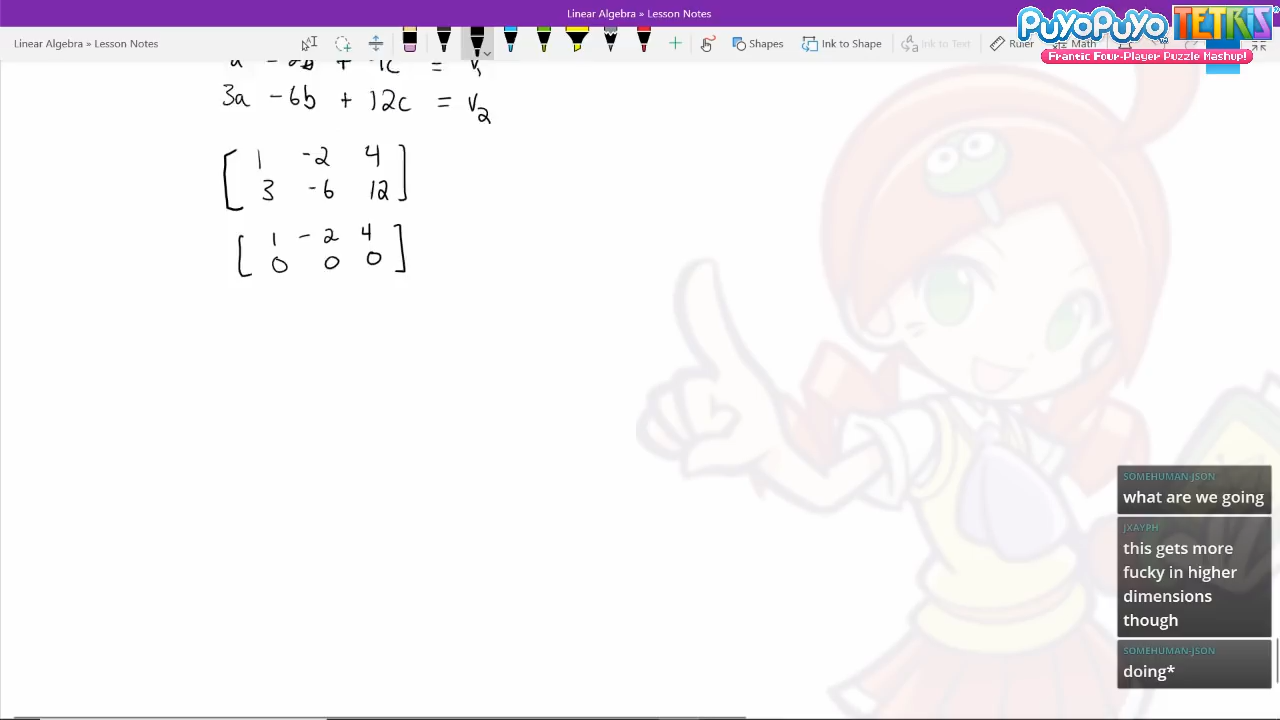 Linear Algebra » Lesson Notes
Linear Algebra » Lesson Notes
Shapes
Ink to Shape
Ink to Text
Ruler
Math
PUYOPUYO TETRIS
Frantic Four-Player Puzzle Mashup!
3a - 6b + 12c = v2
1 -2 4
3 -6 12
1 -2 4
0 0 0
SOMEHUMAN-JSON
what are we going
JXAYPH
this gets more
fucky in higher
dimensions
though
SOMEHUMAN-JSON
doing*